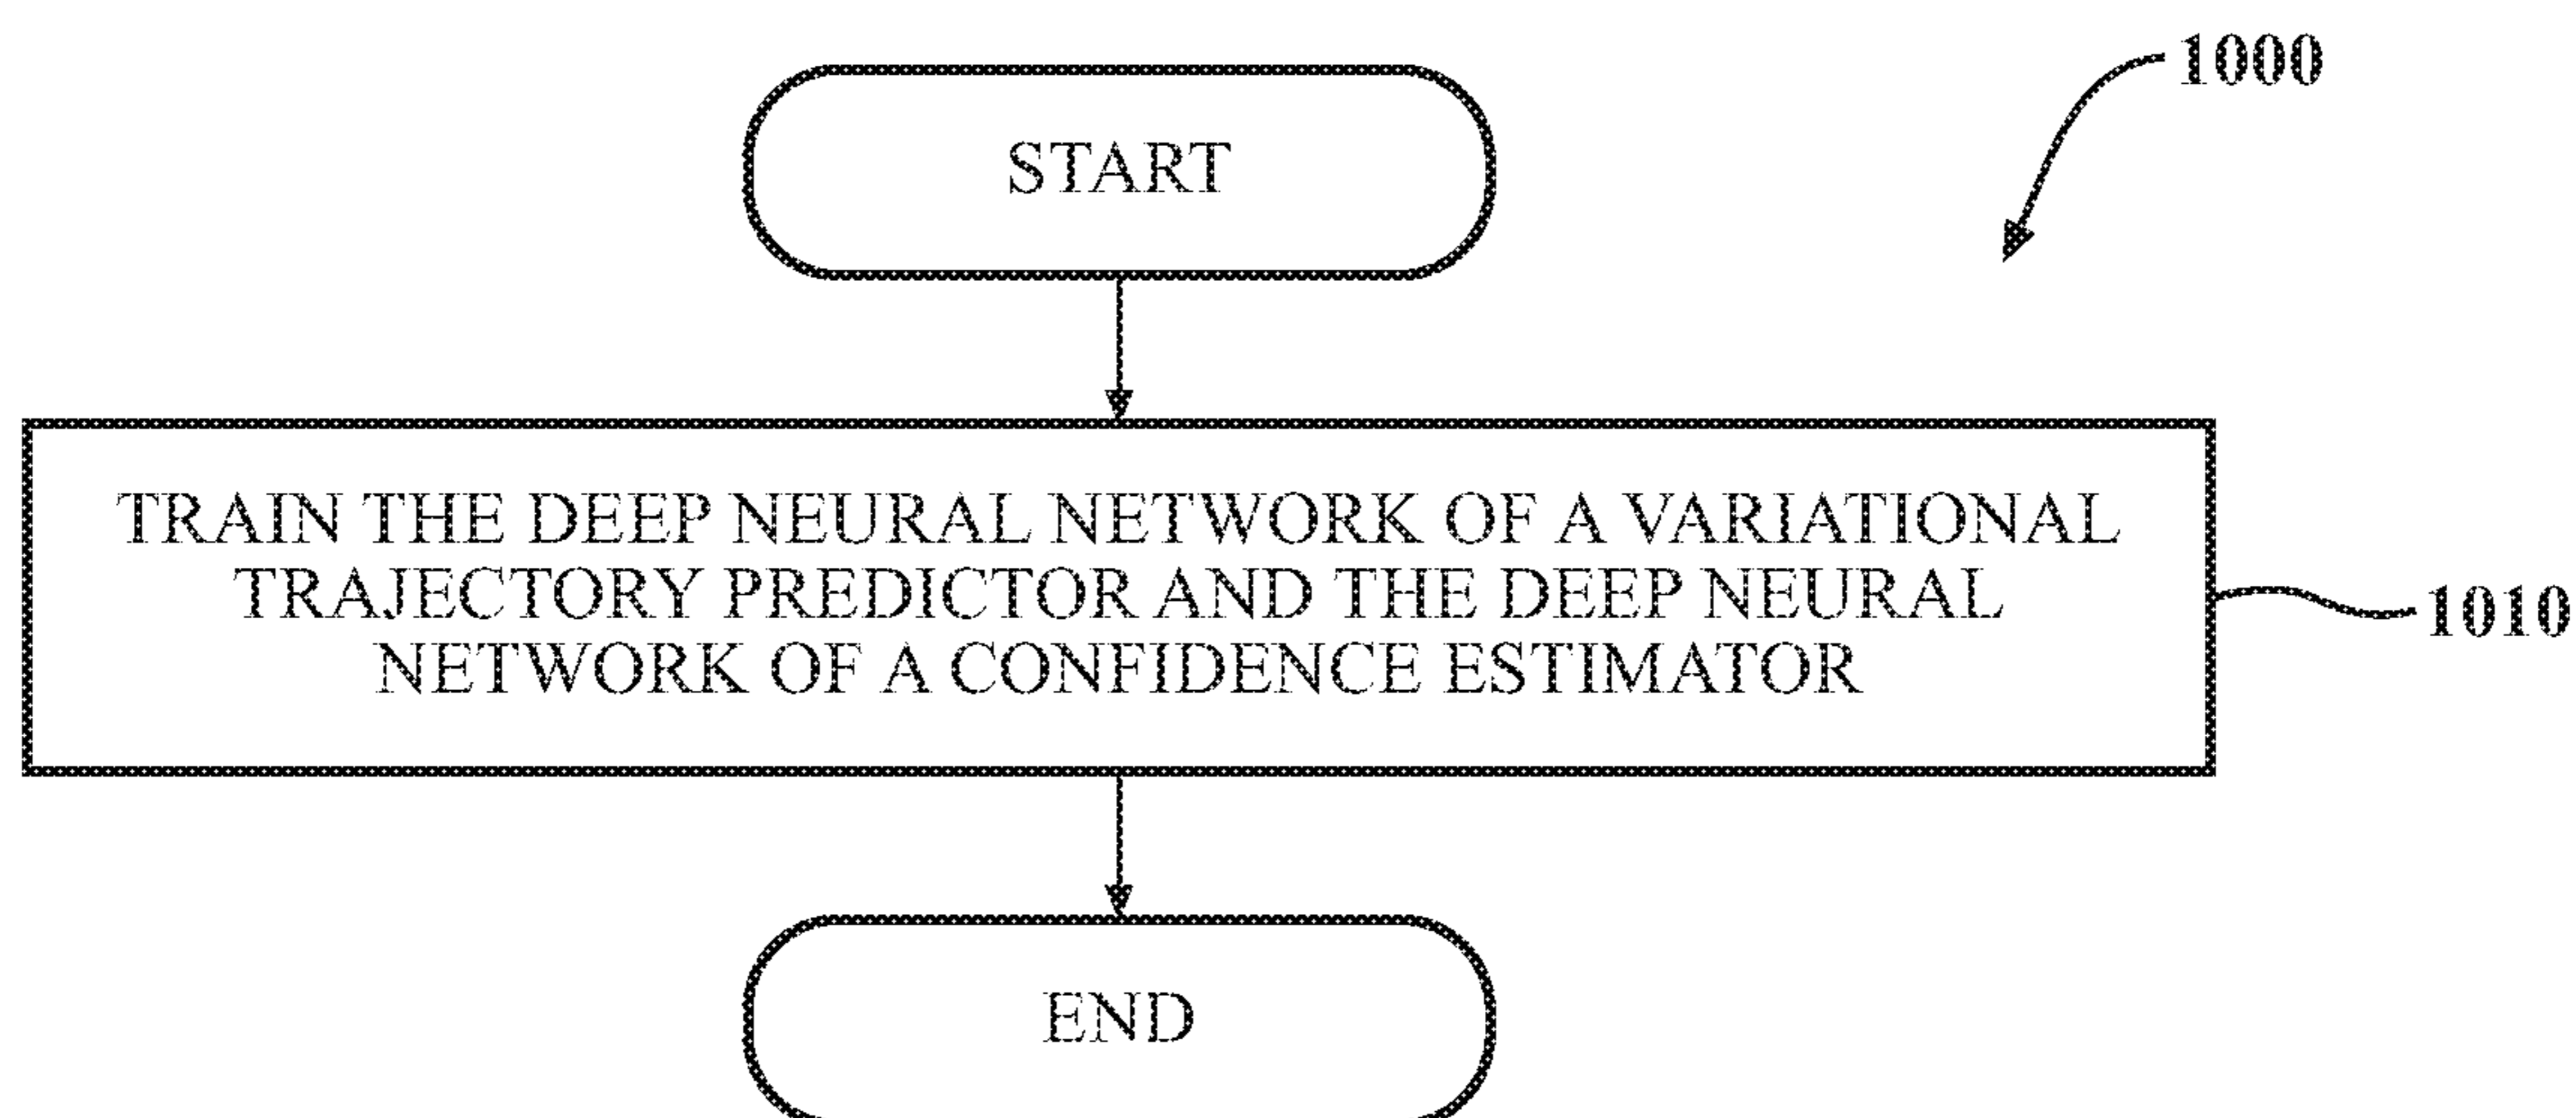 1000
START
TRAIN THE DEEP NEURAL NETWORK OF A VARIATIONAL
TRAJECTORY PREDICTOR AND THE DEEP NEURAL
NETWORK OF A CONFIDENCE ESTIMATOR
1010
END